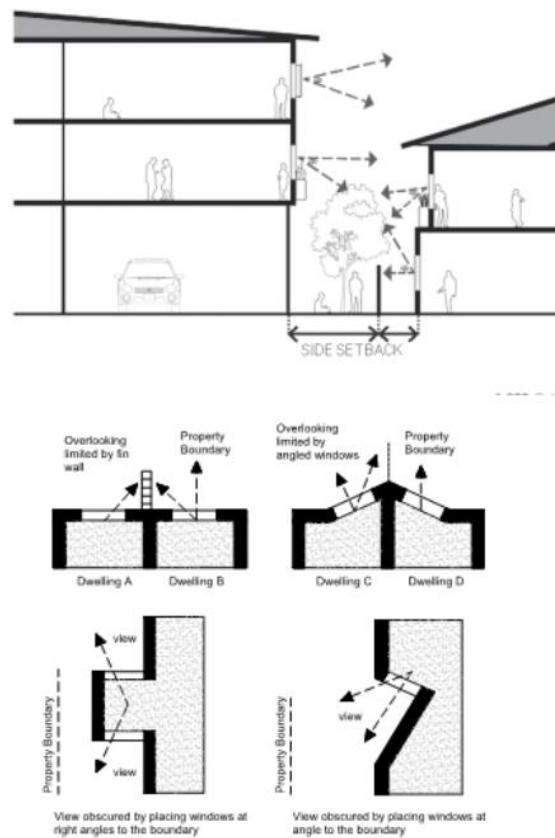 SIDE SETBACK
Overlooking
limited by fin
wall
Property
Boundary
Overlooking
limited by
angled windows
Property
Boundary
Dwelling A
Dwelling B
Dwelling C
Dwelling D
Property Boundary
view
view
View obscured by placing windows at
right angles to the boundary
Property Boundary
view
View obscured by placing windows at
angle to the boundary